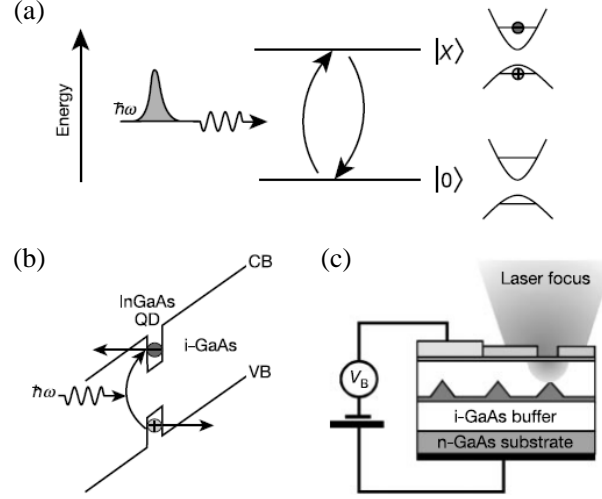 (a)
Energy
ħω
|X⟩
|0⟩
(b)
CB
InGaAs
QD
i-GaAs
VB
ħω
(c)
Laser focus
V_B
i-GaAs buffer
n-GaAs substrate